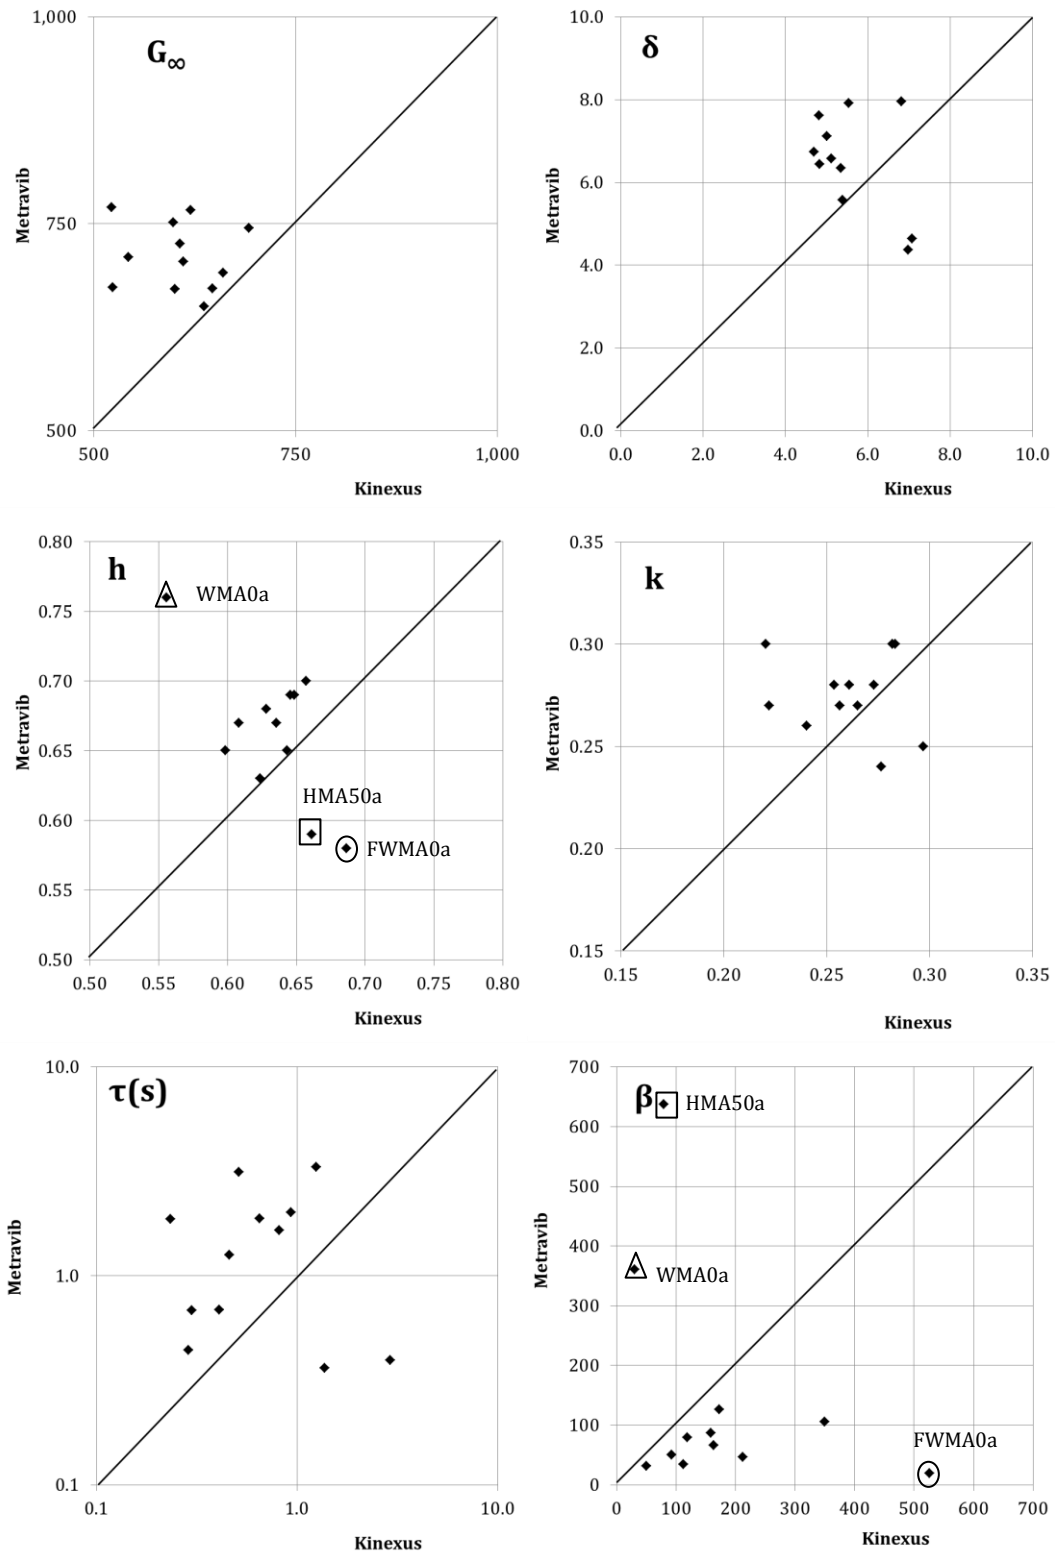 G∞
1,000
750
500
500 750 1,000
Metravib
Kinexus
δ
10.0
8.0
6.0
4.0
2.0
0.0
0.0 2.0 4.0 6.0 8.0 10.0
Metravib
Kinexus
h
0.80
0.75
0.70
0.65
0.60
0.55
0.50
0.50 0.55 0.60 0.65 0.70 0.75 0.80
WMA0a
HMA50a
FWMA0a
Metravib
Kinexus
k
0.35
0.30
0.25
0.20
0.15
0.15 0.20 0.25 0.30 0.35
Metravib
Kinexus
τ(s)
10.0
1.0
0.1
0.1 1.0 10.0
Metravib
Kinexus
β
700
600
500
400
300
200
100
0
0 100 200 300 400 500 600 700
HMA50a
WMA0a
FWMA0a
Metravib
Kinexus